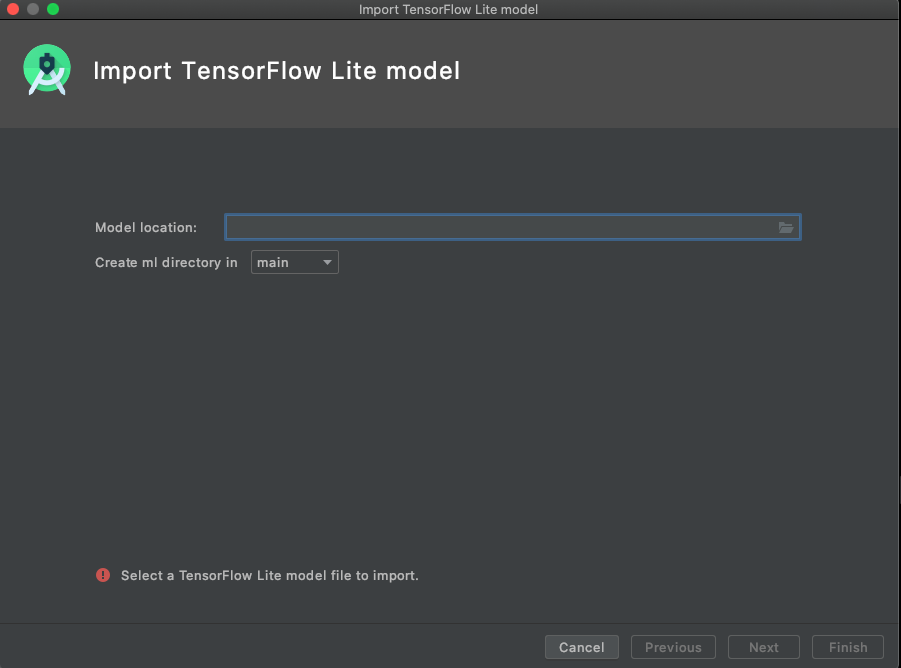 Import TensorFlow Lite model
Import TensorFlow Lite model
Model location:
Create ml directory in main
Select a TensorFlow Lite model file to import.
Cancel Previous Next Finish